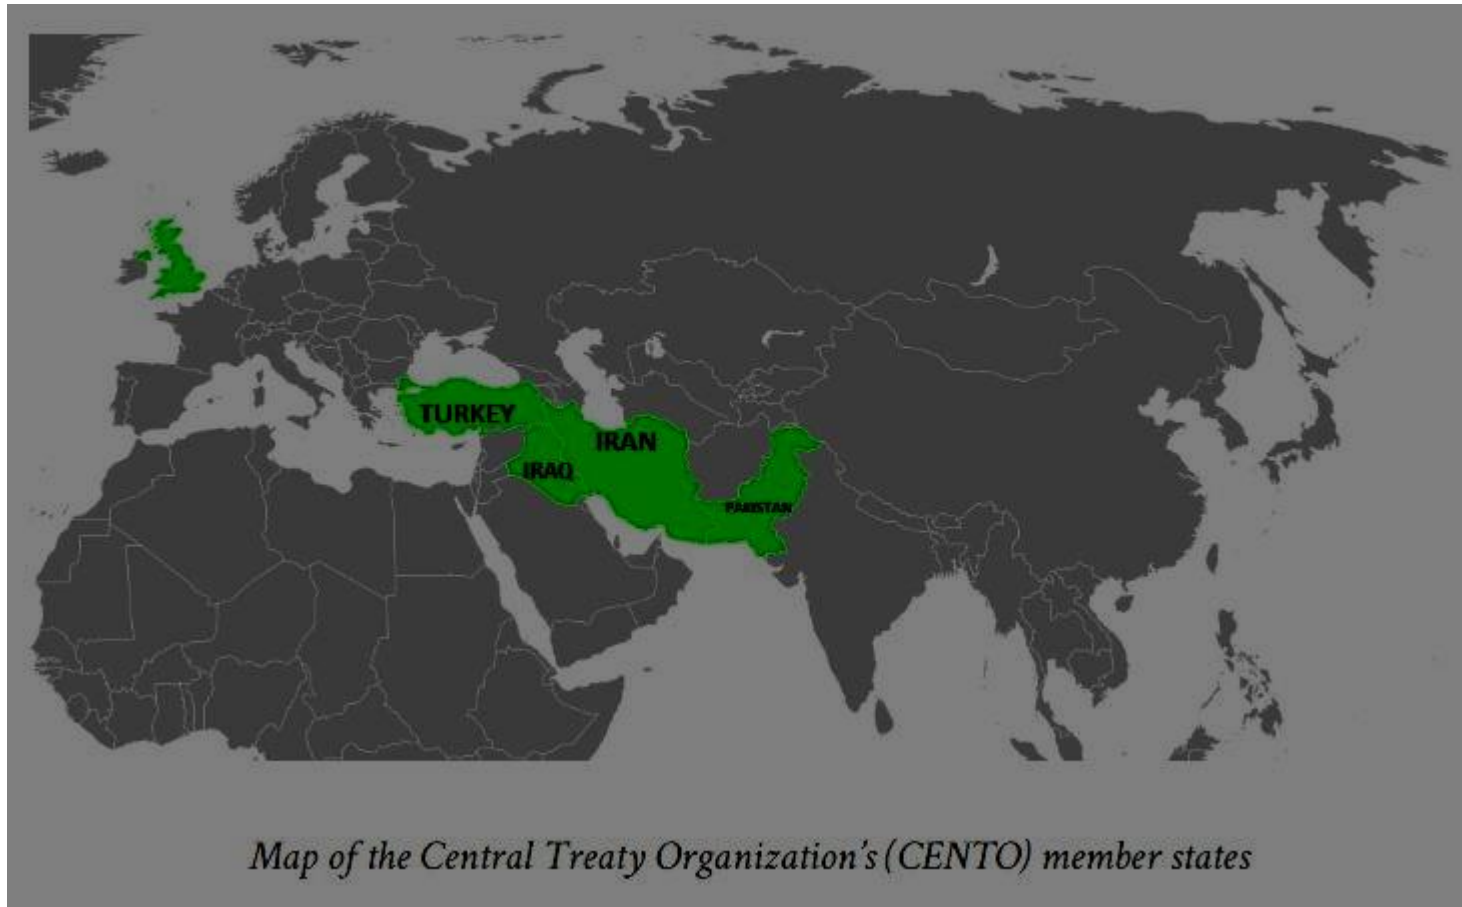 TURKEY
IRAN
IRAQ
PAKISTAN
Map of the Central Treaty Organization's (CENTO) member states